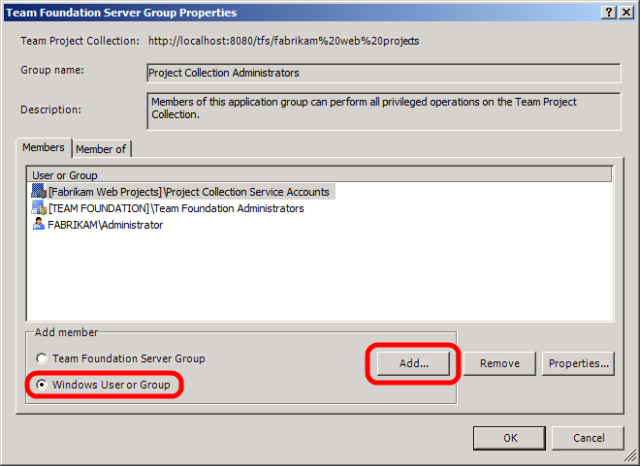 Team Foundation Server Group Properties
Team Project Collection: http://localhost:8080/tfs/fabrikam%20web%20projects
Group name: Project Collection Administrators
Description: Members of this application group can perform all privileged operations on the Team Project
Collection.
Members Member of
User or Group
[Fabrikam Web Projects]\Project Collection Service Accounts
[TEAM FOUNDATION]\Team Foundation Administrators
FABRIKAM\Administrator
Add member
Team Foundation Server Group
Windows User or Group
Add... Remove Properties...
OK Cancel